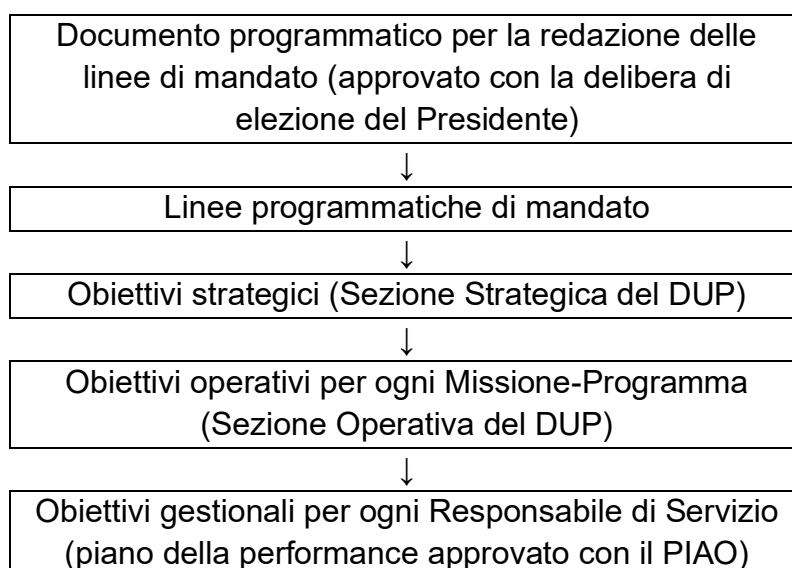 Documento programmatico per la redazione delle
linee di mandato (approvato con la delibera di
elezione del Presidente)
↓
Linee programmatiche di mandato
↓
Obiettivi strategici (Sezione Strategica del DUP)
↓
Obiettivi operativi per ogni Missione-Programma
(Sezione Operativa del DUP)
↓
Obiettivi gestionali per ogni Responsabile di Servizio
(piano della performance approvato con il PIAO)